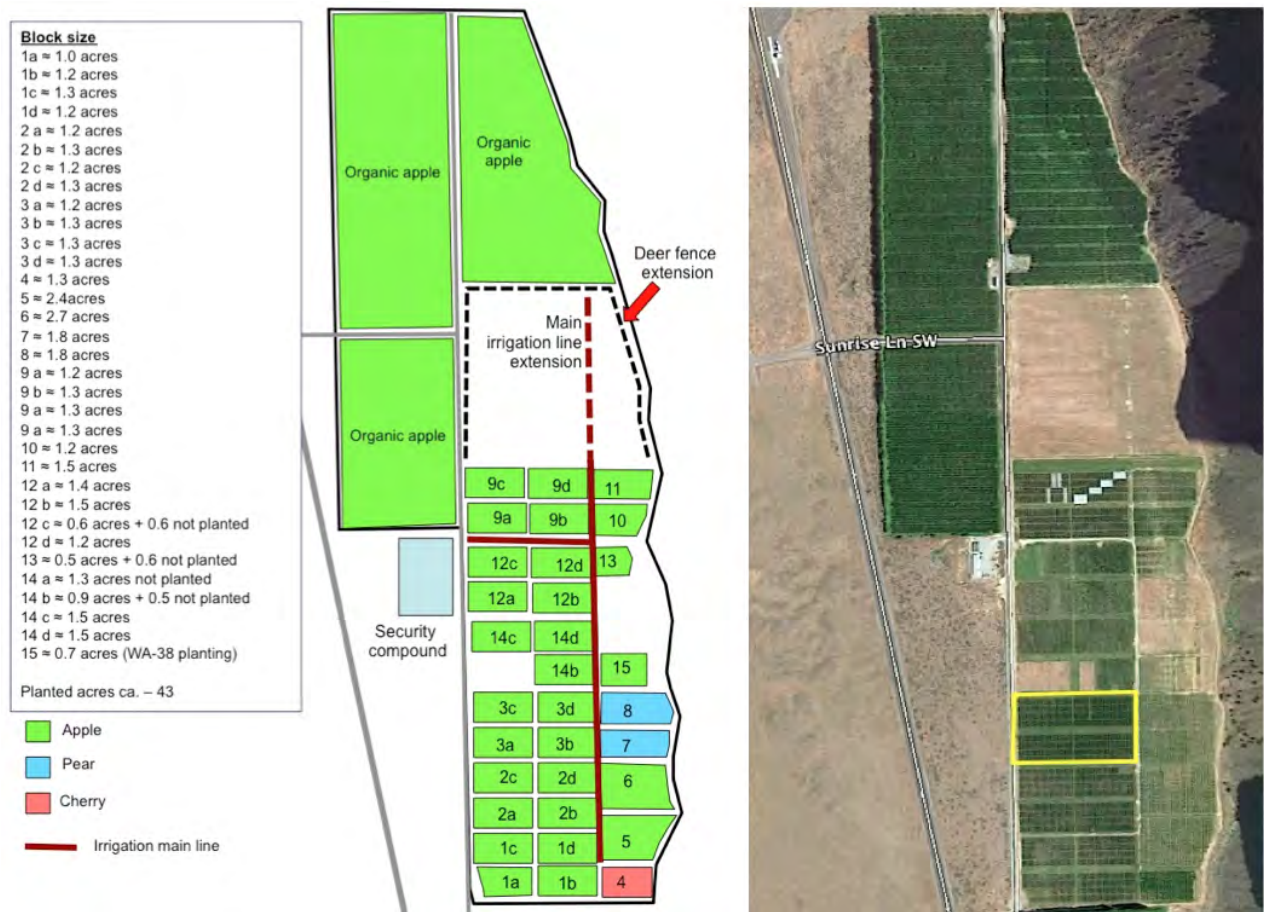 Block size
1a ≈ 1.0 acres
1b ≈ 1.2 acres
1c ≈ 1.3 acres
1d ≈ 1.2 acres
2 a ≈ 1.2 acres
2 b ≈ 1.3 acres
2 c ≈ 1.2 acres
2 d ≈ 1.3 acres
3 a ≈ 1.2 acres
3 b ≈ 1.3 acres
3 c ≈ 1.3 acres
3 d ≈ 1.3 acres
4 ≈ 1.3 acres
5 ≈ 2.4acres
6 ≈ 2.7 acres
7 ≈ 1.8 acres
8 ≈ 1.8 acres
9 a ≈ 1.2 acres
9 b ≈ 1.3 acres
9 a ≈ 1.3 acres
9 a ≈ 1.3 acres
10 ≈ 1.2 acres
11 ≈ 1.5 acres
12 a ≈ 1.4 acres
12 b ≈ 1.5 acres
12 c ≈ 0.6 acres + 0.6 not planted
12 d ≈ 1.2 acres
13 ≈ 0.5 acres + 0.6 not planted
14 a ≈ 1.3 acres not planted
14 b ≈ 0.9 acres + 0.5 not planted
14 c ≈ 1.5 acres
14 d ≈ 1.5 acres
15 ≈ 0.7 acres (WA-38 planting)
Planted acres ca. – 43
Apple
Pear
Cherry
Irrigation main line
Organic apple
Organic
apple
Deer fence
extension
Main
irrigation line
extension
Organic apple
9c 9d 11
9a 9b 10
12c 12d 13
12a 12b
Security
compound
14c 14d
14b 15
3c 3d 8
3a 3b 7
2c 2d 6
2a 2b
1c 1d 5
1a 1b 4
Sunrise Ln SW